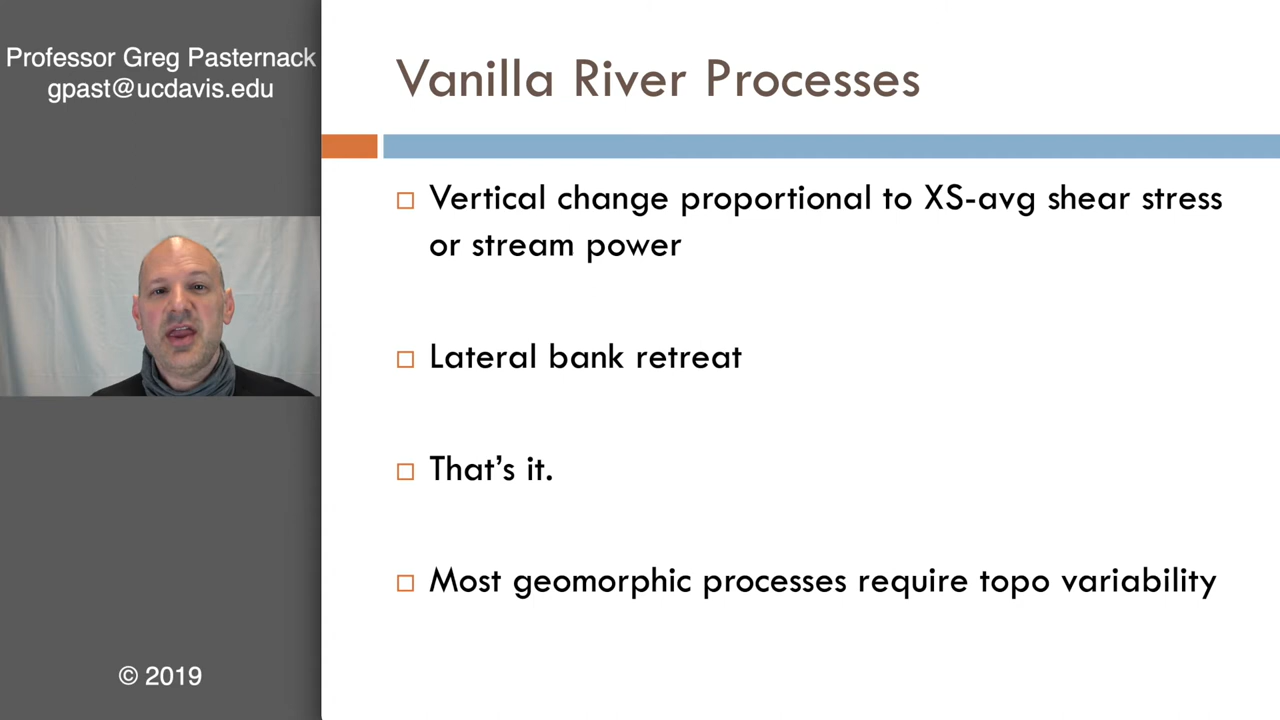 Professor Greg Pasternack
gpast@ucdavis.edu
Vanilla River Processes
Vertical change proportional to XS-avg shear stress
or stream power
Lateral bank retreat
That's it.
Most geomorphic processes require topo variability
© 2019